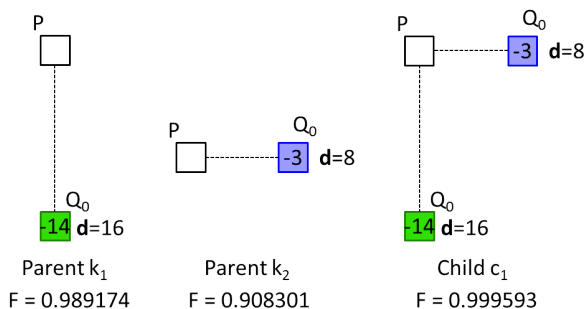 P
Q₀
-14 d=16
Parent k₁
F = 0.989174
P
Q₀
-3 d=8
Parent k₂
F = 0.908301
P
Q₀
-3 d=8
Q₀
-14 d=16
Child c₁
F = 0.999593